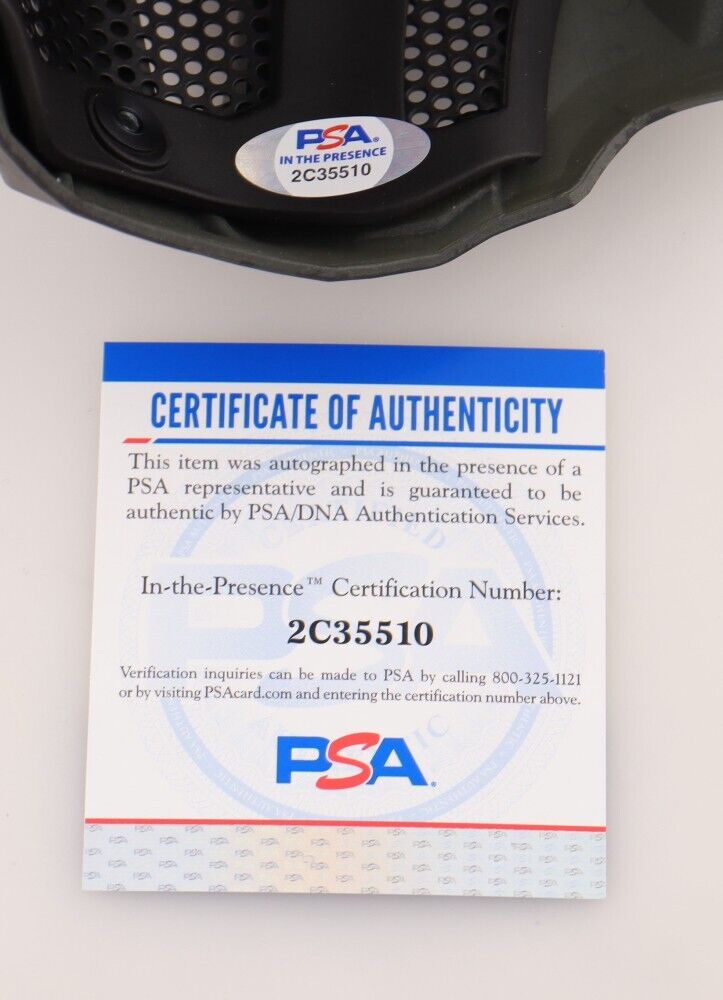 PSA®
IN THE PRESENCE
2C35510
CERTIFICATE OF AUTHENTICITY
This item was autographed in the presence of a
PSA representative and is guaranteed to be
authentic by PSA/DNA Authentication Services.
In-the-Presence™ Certification Number:
2C35510
Verification inquiries can be made to PSA by calling 800-325-1121
or by visiting PSAcard.com and entering the certification number above.
PSA®